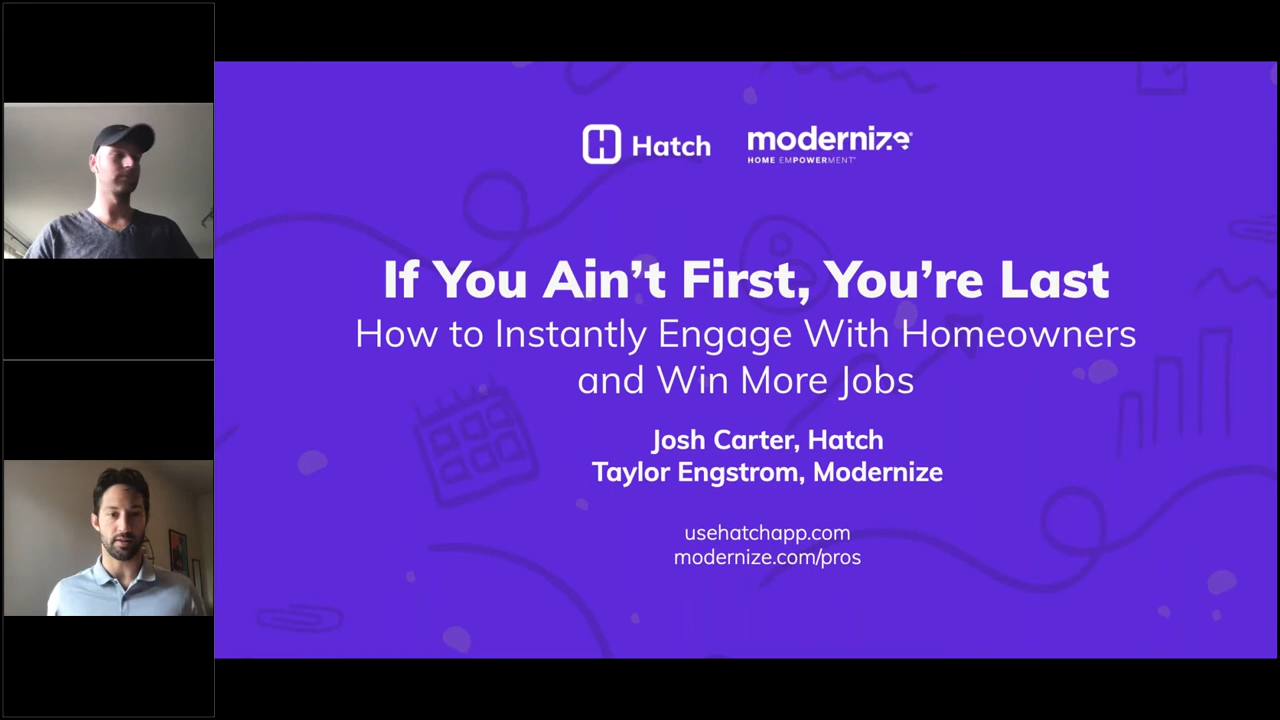 Hatch
modernize
HOME EMPOWERMENT
If You Ain't First, You're Last
How to Instantly Engage With Homeowners
and Win More Jobs
Josh Carter, Hatch
Taylor Engstrom, Modernize
usehatchapp.com
modernize.com/pros